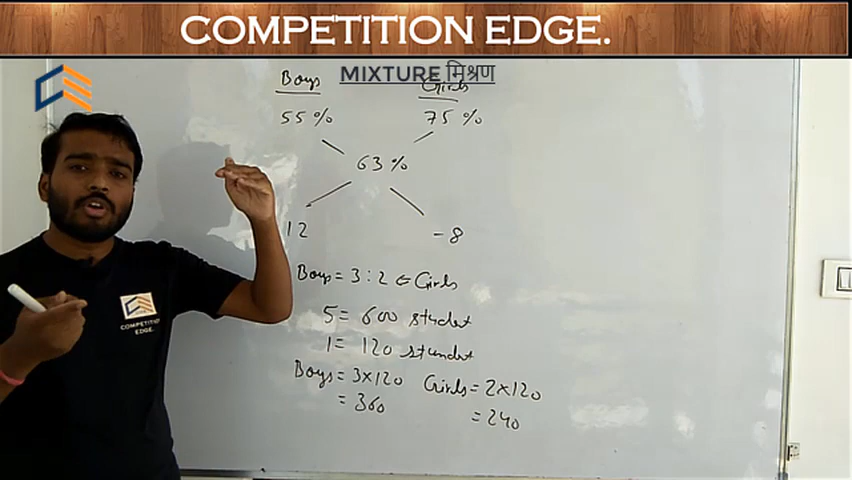 COMPETITION EDGE.
MIXTURE मिश्रण
Boys Girls
55% 75%
63%
12 -8
Boys = 3 : 2 ← Girls
5 = 600 student
1 = 120 student
Boys = 3×120 Girls = 2×120
= 360 = 240
COMPETITION
EDGE.